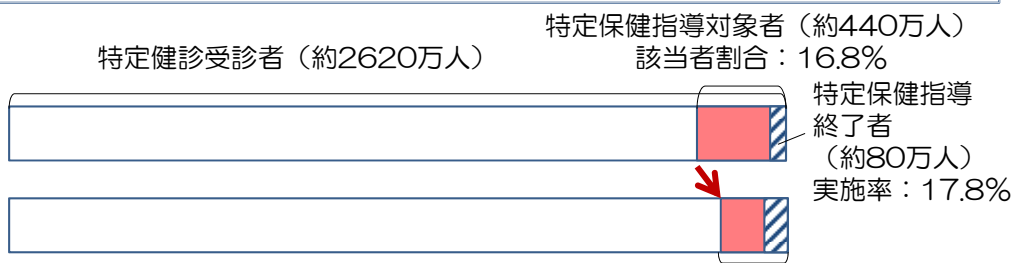 特定保健指導対象者（約440万人）
特定健診受診者（約2620万人）
該当者割合：16.8%
特定保健指導
終了者
（約80万人）
実施率：17.8%